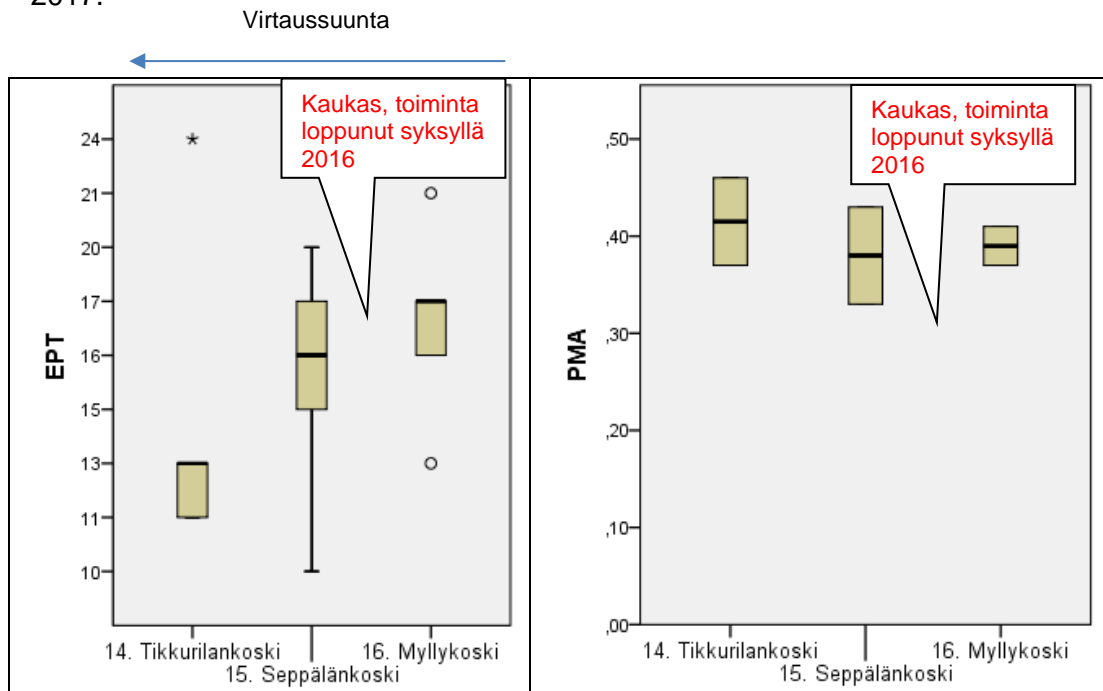 2017.
Virtaussuunta
Kaukas, toiminta
loppunut syksyllä
2016
EPT
24
21
20
17
16
15
13
11
10
14. Tikkurilankoski
15. Seppälänkoski
16. Myllykoski
Kaukas, toiminta
loppunut syksyllä
2016
PMA
,50
,40
,30
,20
,10
,00
14. Tikkurilankoski
15. Seppälänkoski
16. Myllykoski